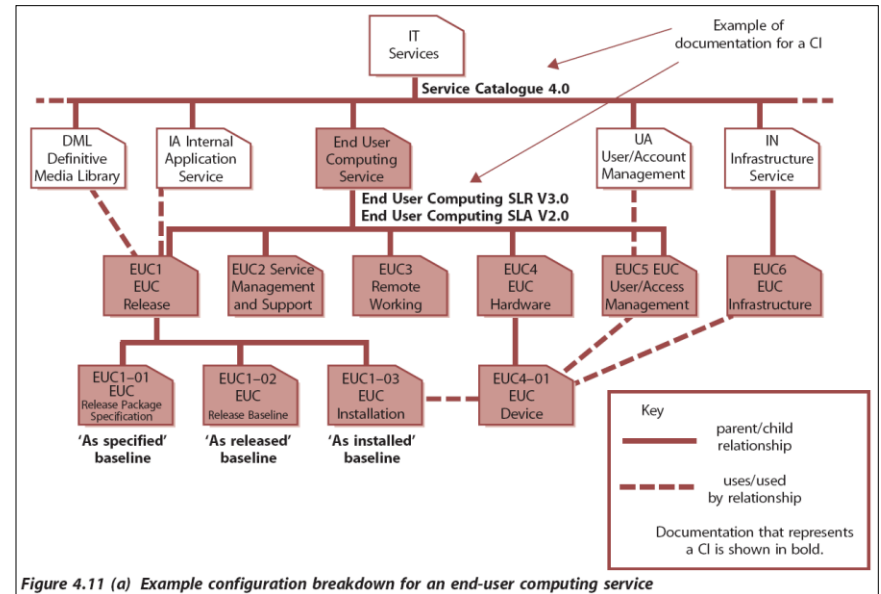 IT
Services
Example of
documentation for a CI
Service Catalogue 4.0
DML
Definitive
Media Library
IA Internal
Application
Service
End User
Computing
Service
UA
User/Account
Management
IN
Infrastructure
Service
End User Computing SLR V3.0
End User Computing SLA V2.0
EUC1
EUC
Release
EUC2 Service
Management
and Support
EUC3
Remote
Working
EUC4
EUC
Hardware
EUC5 EUC
User/Access
Management
EUC6
EUC
Infrastructure
EUC1–01
EUC
Release Package
Specification
EUC1–02
EUC
Release Baseline
EUC1–03
EUC
Installation
EUC4–01
EUC
Device
'As specified'
baseline
'As released'
baseline
'As installed'
baseline
Key
parent/child
relationship
uses/used
by relationship
Documentation that represents
a CI is shown in bold.
Figure 4.11 (a) Example configuration breakdown for an end-user computing service